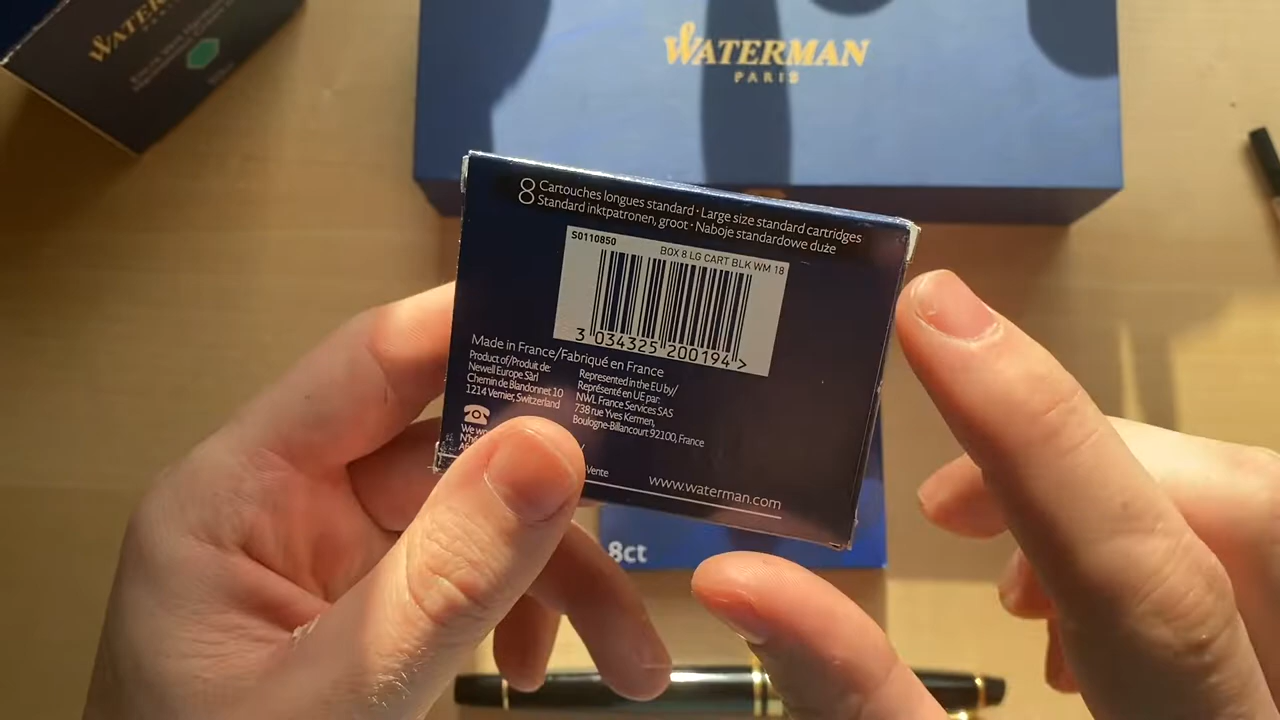 WATERMAN
WATERMAN
PARIS
8 Cartouches longues standard · Large size standard cartridges
Standard inktpatronen, groot · Naboje standardowe duże
S0110850
BOX 8 LG CART BLK WM 18
3 034325 200194 >
Made in France/Fabriqué en France
Product of/Produit de:
Newell Europe Sàrl
Chemin de Blandonnet 10
1214 Vernier, Switzerland
Represented in the EU by/
Représenté en UE par:
NWL France Services SAS
738 rue Yves Kermen,
Boulogne-Billancourt 92100, France
We
Vente
www.waterman.com
8ct